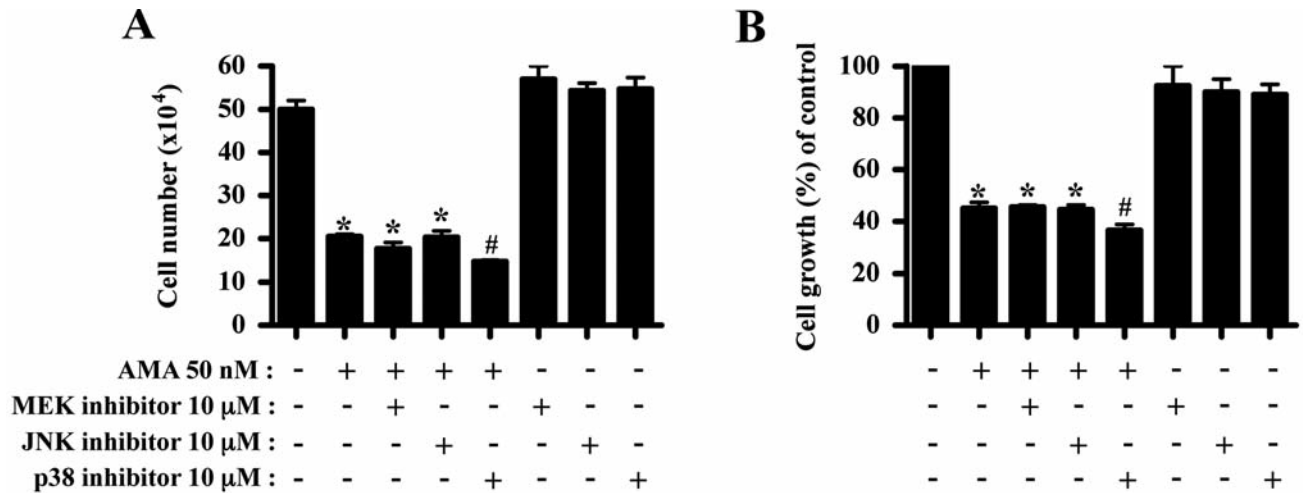 A
Cell number (x10⁴)
60
50
40
30
20
10
0
* * * #
AMA 50 nM : - + + + + - - -
MEK inhibitor 10 μM : - - + - - + - -
JNK inhibitor 10 μM : - - - + - - + -
p38 inhibitor 10 μM : - - - - + - - +
B
Cell growth (%) of control
100
80
60
40
20
0
* * * #
- + + + + - - -
- - + - - + - -
- - - + - - + -
- - - - + - - +